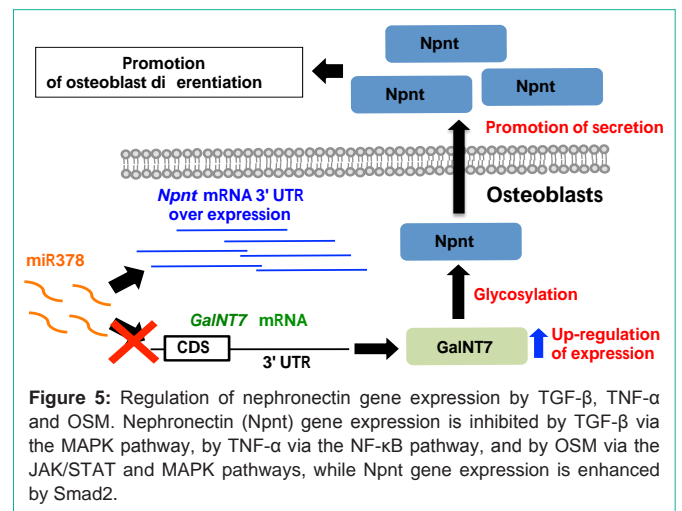 Npnt
Promotion
of osteoblast di erentiation
Npnt
Npnt
Promotion of secretion
Osteoblasts
Npnt mRNA 3' UTR
over expression
Npnt
miR378
Glycosylation
GalNT7 mRNA
CDS
3' UTR
GalNT7
Up-regulation
of expression
Figure 5: Regulation of nephronectin gene expression by TGF-β, TNF-α
and OSM. Nephronectin (Npnt) gene expression is inhibited by TGF-β via
the MAPK pathway, by TNF-α via the NF-κB pathway, and by OSM via the
JAK/STAT and MAPK pathways, while Npnt gene expression is enhanced
by Smad2.